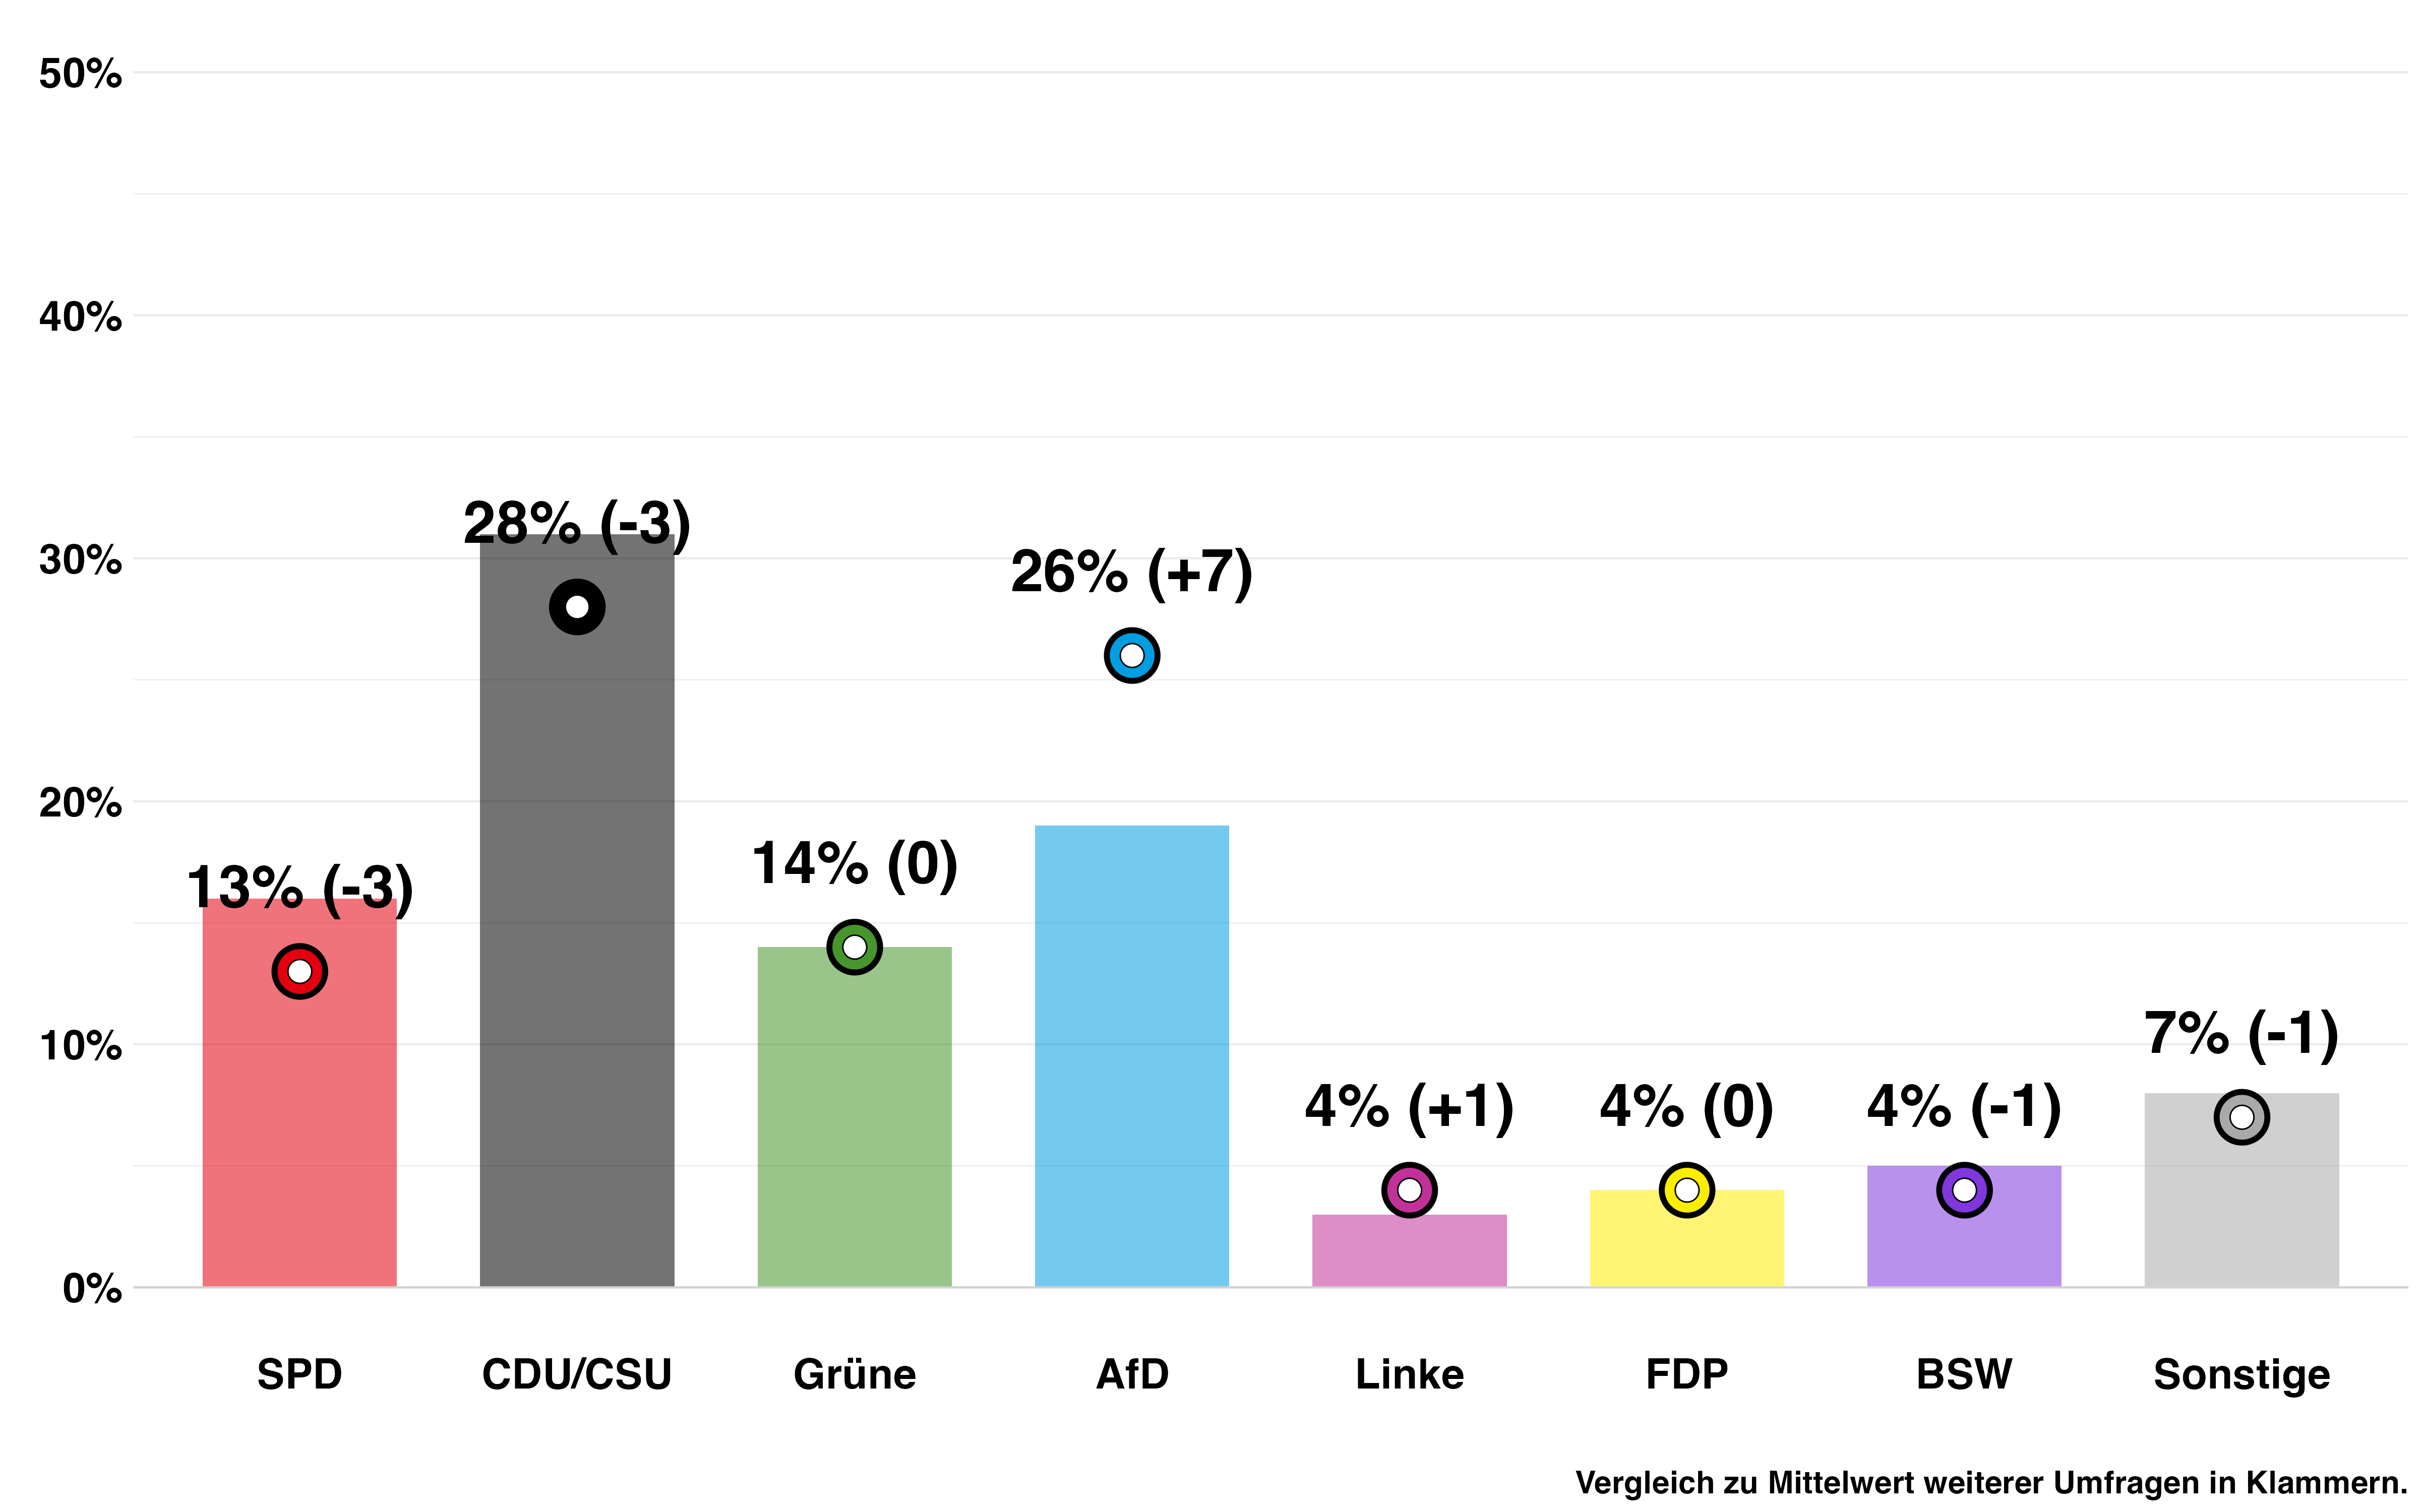 50%
40%
30%
20%
10%
0%
13% (-3)
28% (-3)
14% (0)
26% (+7)
4% (+1)
4% (0)
4% (-1)
7% (-1)
SPD
CDU/CSU
Grüne
AfD
Linke
FDP
BSW
Sonstige
Vergleich zu Mittelwert weiterer Umfragen in Klammern.